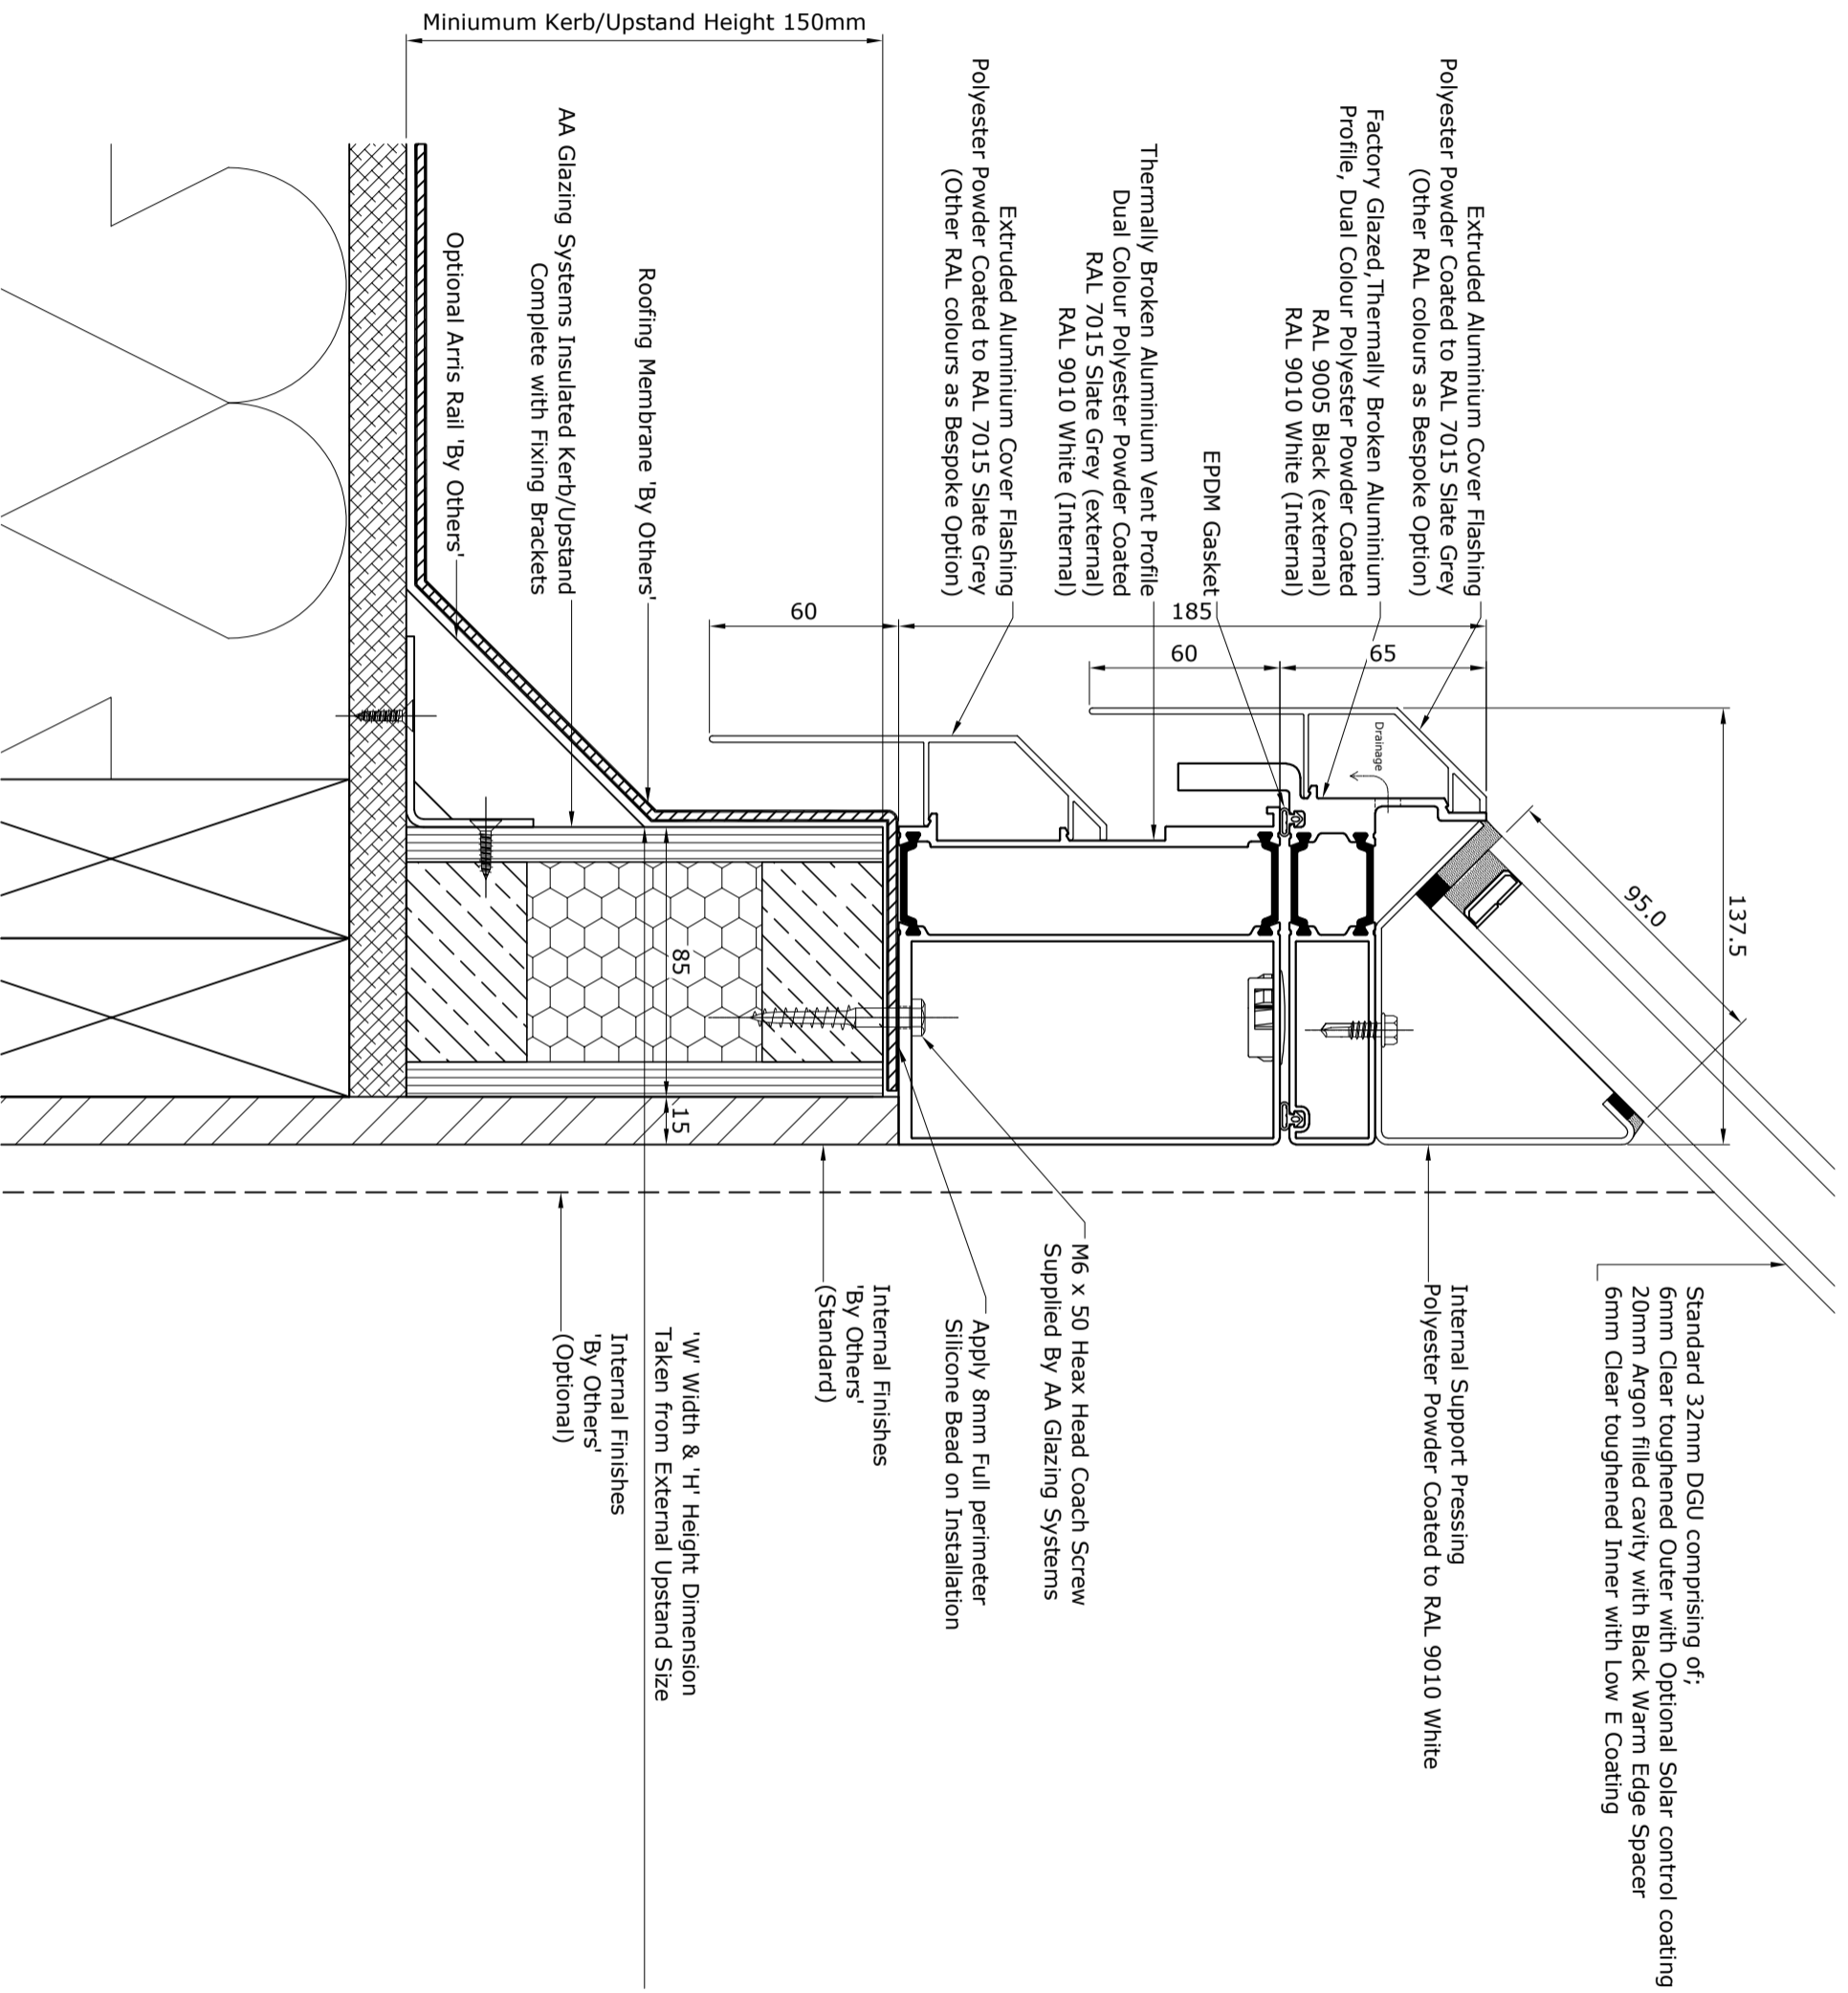 Miniumum Kerb/Upstand Height 150mm
Extruded Aluminium Cover Flashing
Polyester Powder Coated to RAL 7015 Slate Grey
(Other RAL colours as Bespoke Option)
Factory Glazed,Thermally Broken Aluminium
Profile, Dual Colour Polyester Powder Coated
RAL 9005 Black (external)
RAL 9010 White (Internal)
EPDM Gasket
Thermally Broken Aluminium Vent Profile
Dual Colour Polyester Powder Coated
RAL 7015 Slate Grey (external)
RAL 9010 White (Internal)
Extruded Aluminium Cover Flashing
Polyester Powder Coated to RAL 7015 Slate Grey
(Other RAL colours as Bespoke Option)
Roofing Membrane 'By Others'
AA Glazing Systems Insulated Kerb/Upstand
Complete with Fixing Brackets
Optional Arris Rail 'By Others'
60
185
60
65
Drainage
137.5
95.0
85
15
Standard 32mm DGU comprising of;
6mm Clear toughened Outer with Optional Solar control coating
20mm Argon filled cavity with Black Warm Edge Spacer
6mm Clear toughened Inner with Low E Coating
Internal Support Pressing
Polyester Powder Coated to RAL 9010 White
M6 x 50 Heax Head Coach Screw
Supplied By AA Glazing Systems
Apply 8mm Full perimeter
Silicone Bead on Installation
Internal Finishes
'By Others'
(Standard)
'W' Width & 'H' Height Dimension
Taken from External Upstand Size
Internal Finishes
'By Others'
(Optional)